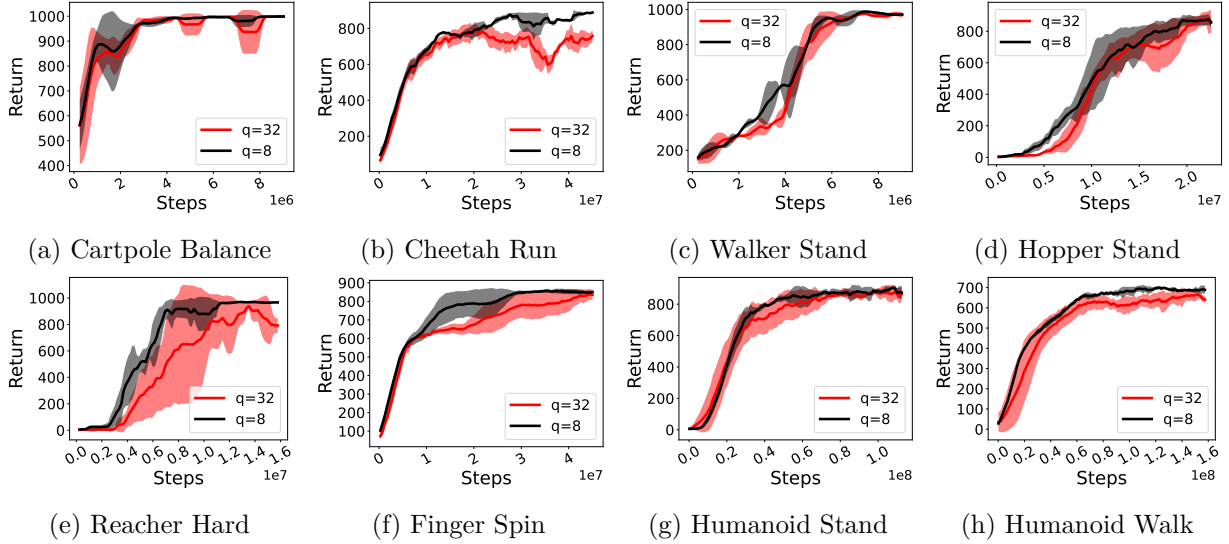 1000
900
800
700
600
500
400
Return
q=32
q=8
0 2 4 6 8
Steps
1e6
(a) Cartpole Balance
800
600
400
200
Return
q=32
q=8
0 1 2 3 4
Steps
1e7
(b) Cheetah Run
1000
800
600
400
200
Return
q=32
q=8
0 2 4 6 8
Steps
1e6
(c) Walker Stand
800
600
400
200
0
Return
q=32
q=8
0.0 0.5 1.0 1.5 2.0
Steps
1e7
(d) Hopper Stand
1000
800
600
400
200
0
Return
q=32
q=8
0.0 0.2 0.4 0.6 0.8 1.0 1.2 1.4 1.6
Steps
1e7
(e) Reacher Hard
900
800
700
600
500
400
300
200
100
Return
q=32
q=8
0 1 2 3 4
Steps
1e7
(f) Finger Spin
800
600
400
200
0
Return
q=32
q=8
0.0 0.2 0.4 0.6 0.8 1.0
Steps
1e8
(g) Humanoid Stand
700
600
500
400
300
200
100
0
Return
q=32
q=8
0.0 0.2 0.4 0.6 0.8 1.0 1.2 1.4 1.6
Steps
1e8
(h) Humanoid Walk